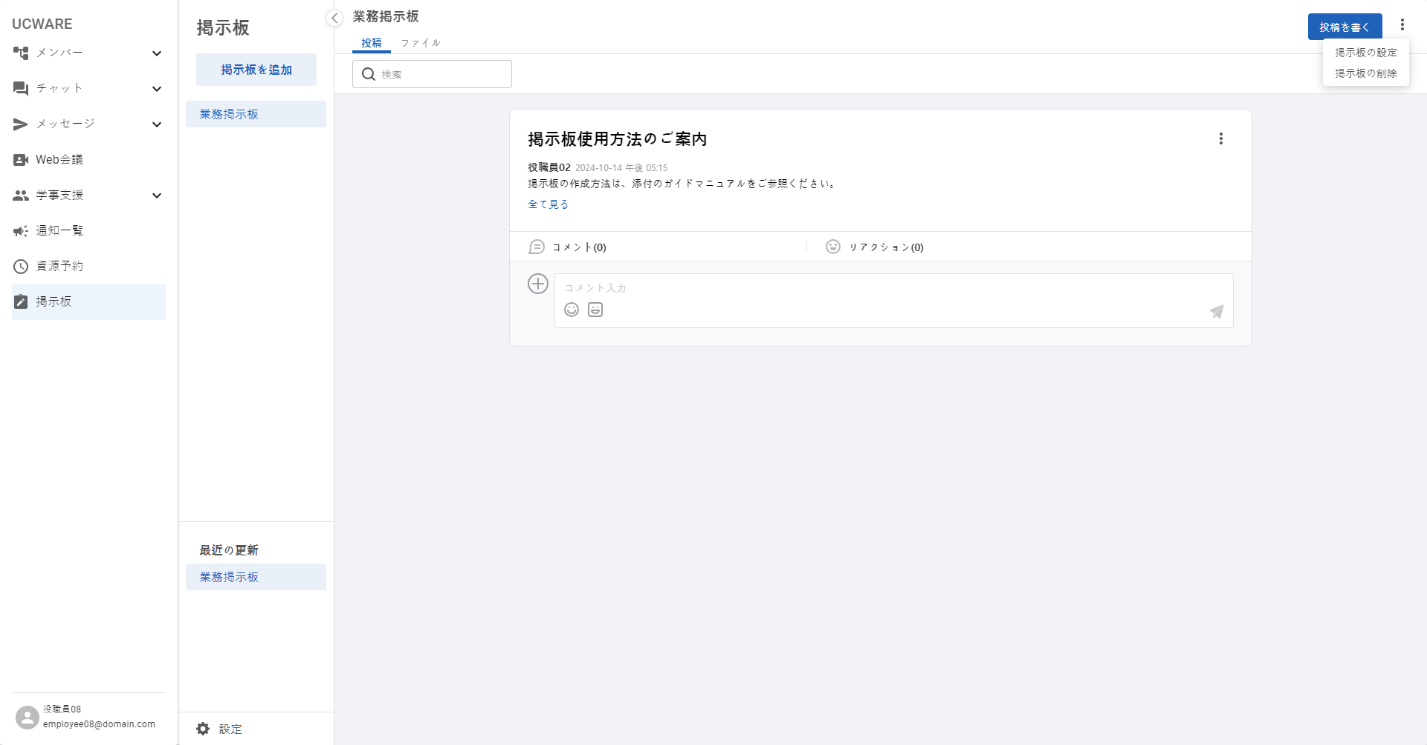 UCWARE
メンバー
チャット
メッセージ
Web会議
学事支援
通知一覧
資源予約
掲示板
役職員08
employee08@domain.com
掲示板
掲示板を追加
業務掲示板
最近の更新
業務掲示板
設定
業務掲示板
投稿
ファイル
投稿を書く
掲示板の設定
掲示板の削除
検索
掲示板使用方法のご案内
役職員02 2024-10-14 午後 05:15
掲示板の作成方法は、添付のガイドマニュアルをご参照ください。
全て見る
コメント(0)
リアクション(0)
コメント入力